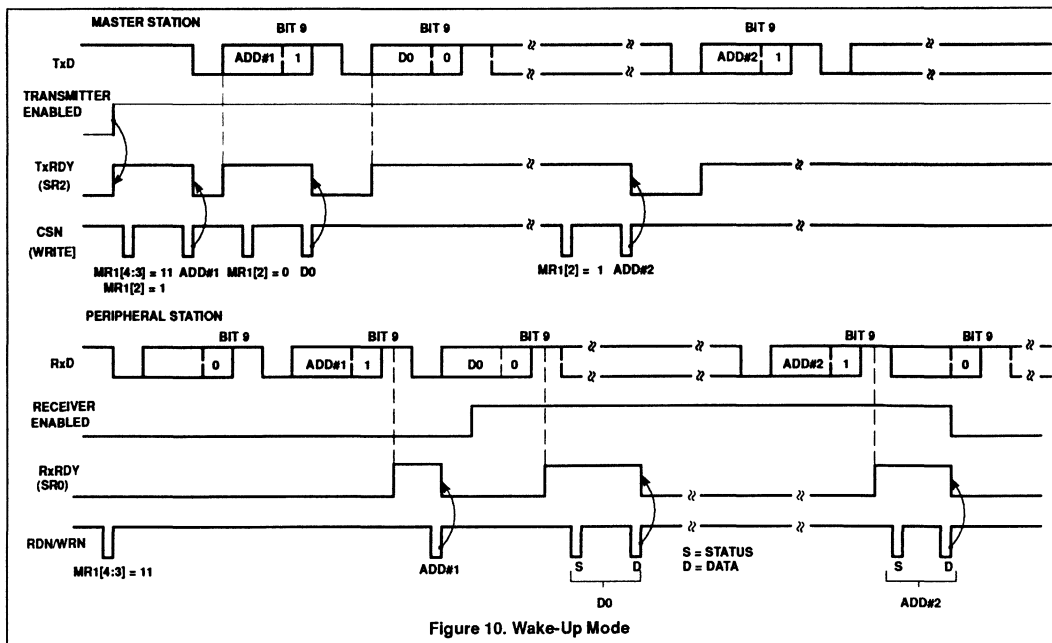 MASTER STATION
BIT 9 BIT 9 BIT 9
TxD ADD#1 1 D0 0 ADD#2 1
TRANSMITTER
ENABLED
TxRDY
(SR2)
CSN
(WRITE]
MR1[4:3] = 11 ADD#1 MR1[2] = 0 D0 MR1[2] = 1 ADD#2
MR1[2] = 1
PERIPHERAL STATION
BIT 9 BIT 9 BIT 9 BIT 9 BIT 9
RxD 0 ADD#1 1 D0 0 ADD#2 1 0
RECEIVER
ENABLED
RxRDY
(SR0)
RDN/WRN
MR1[4:3] = 11 ADD#1 S D S = STATUS S D
D = DATA
D0 ADD#2
Figure 10. Wake-Up Mode